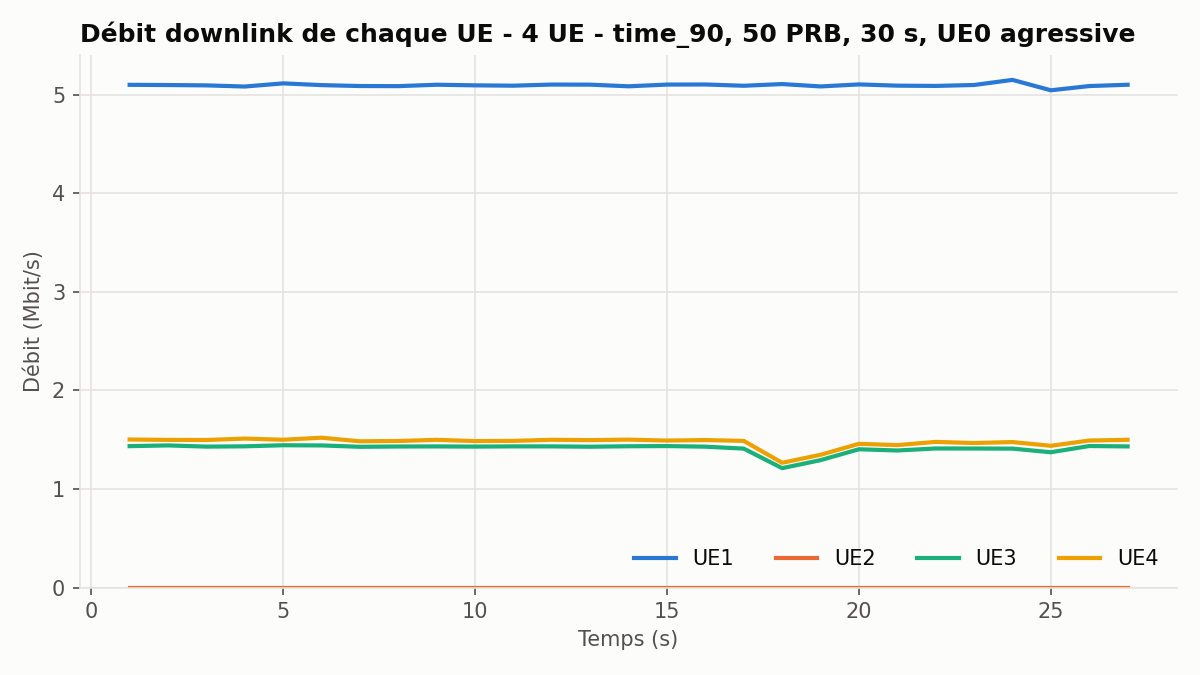 Débit downlink de chaque UE - 4 UE - time_90, 50 PRB, 30 s, UE0 agressive
Débit (Mbit/s)
5
4
3
2
1
0
UE1 UE2 UE3 UE4
0 5 10 15 20 25
Temps (s)